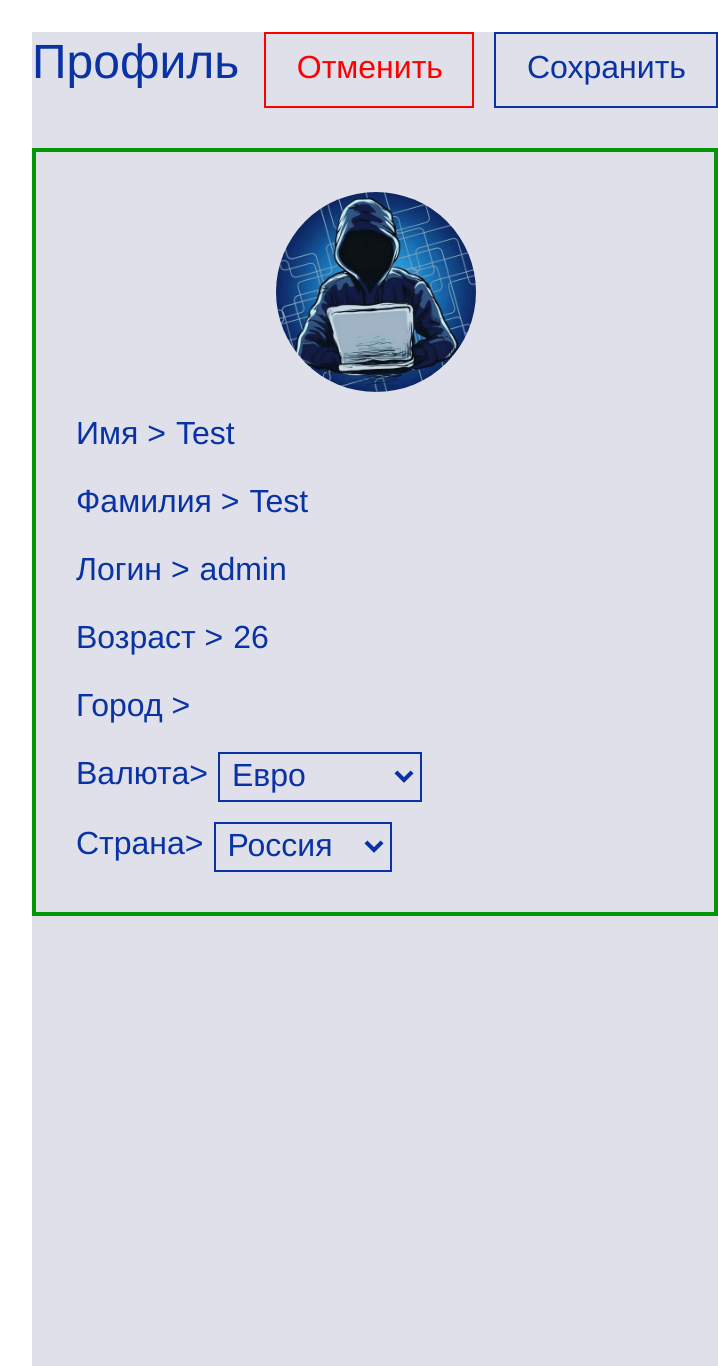 Профиль Отменить Сохранить
Имя > Test
Фамилия > Test
Логин > admin
Возраст > 26
Город >
Валюта> Евро
Страна> Россия